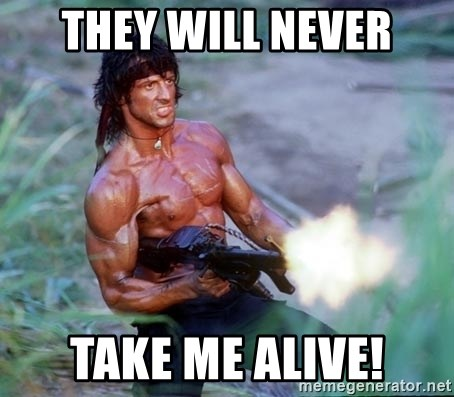 THEY WILL NEVER
TAKE ME ALIVE!
memegenerator.net